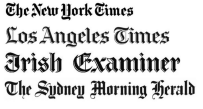 The New York Times
Los Angeles Times
Irish Examiner
The Sydney Morning Herald